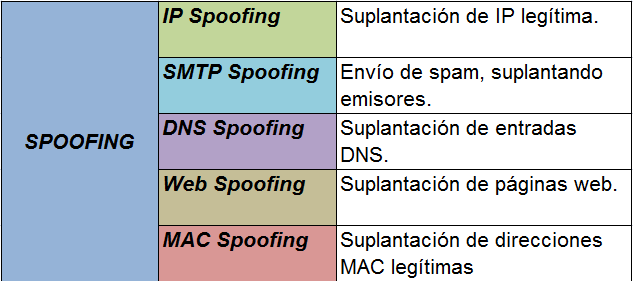 SPOOFING
IP Spoofing
Suplantación de IP legítima.
SMTP Spoofing
Envío de spam, suplantando
emisores.
DNS Spoofing
Suplantación de entradas
DNS.
Web Spoofing
Suplantación de páginas web.
MAC Spoofing
Suplantación de direcciones
MAC legítimas